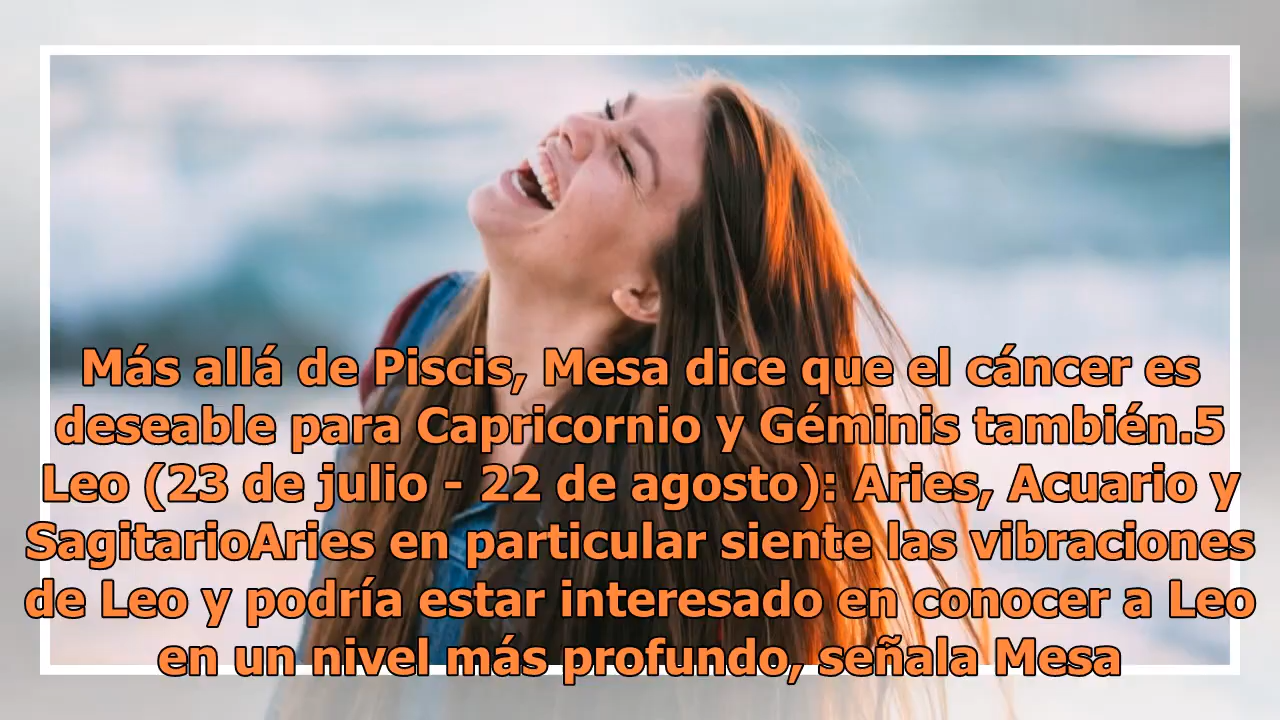 Más allá de Piscis, Mesa dice que el cáncer es
deseable para Capricornio y Géminis también.5
Leo (23 de julio - 22 de agosto): Aries, Acuario y
SagitarioAries en particular siente las vibraciones
de Leo y podría estar interesado en conocer a Leo
en un nivel más profundo, señala Mesa